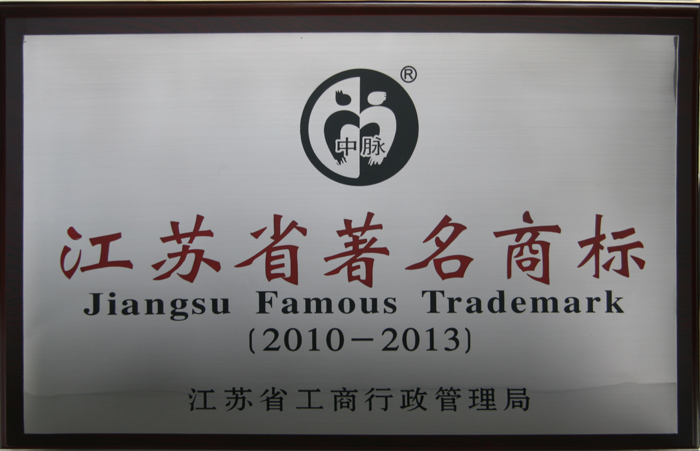 ®
中脉
江苏省著名商标
Jiangsu Famous Trademark
(2010-2013)
江苏省工商行政管理局